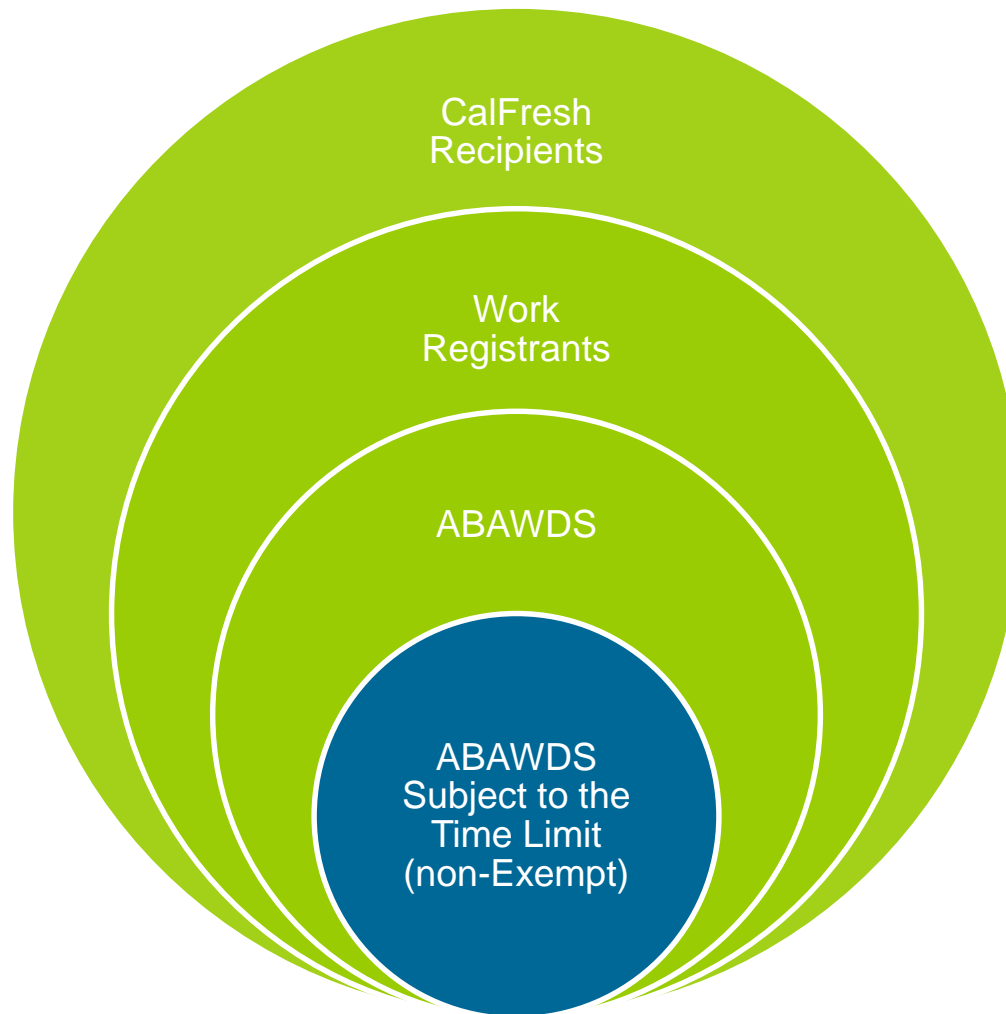 CalFresh
Recipients
Work
Registrants
ABAWDS
ABAWDS
Subject to the
Time Limit
(non-Exempt)